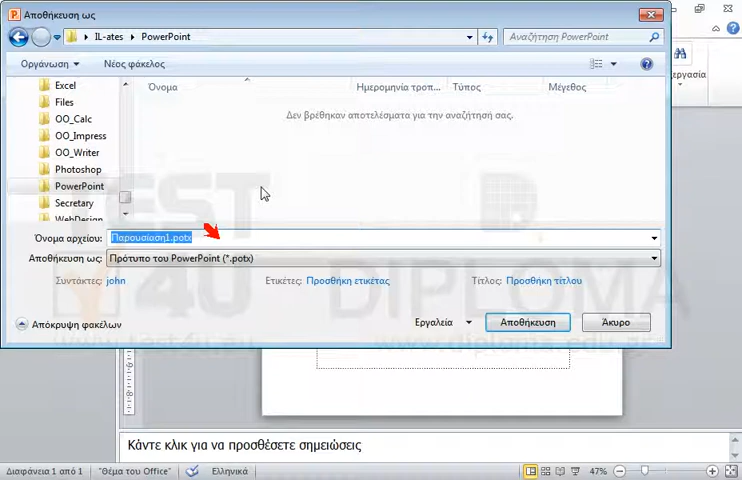 Αποθήκευση ως
IL-ates PowerPoint
Αναζήτηση PowerPoint
Οργάνωση Νέος φάκελος
Excel
Files
OO_Calc
OO_Impress
OO_Writer
Photoshop
PowerPoint
Secretary
WebDesign
Όνομα Ημερομηνία τροπ... Τύπος Μέγεθος
Δεν βρέθηκαν αποτελέσματα για την αναζήτησή σας.
Όνομα αρχείου: Παρουσίαση1.potx
Αποθήκευση ως: Πρότυπο του PowerPoint (*.potx)
Συντάκτες: john Ετικέτες: Προσθήκη ετικέτας Τίτλος: Προσθήκη τίτλου
Απόκρυψη φακέλων Εργαλεία Αποθήκευση Άκυρο
TEST
4U DIPLOMA
Κάντε κλικ για να προσθέσετε σημειώσεις
Διαφάνεια 1 από 1 "Θέμα του Office" Ελληνικά 47%